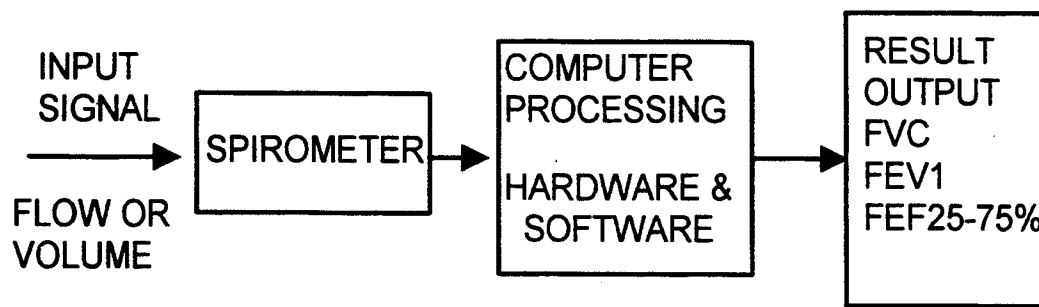 INPUT
SIGNAL
FLOW OR
VOLUME
SPIROMETER
COMPUTER
PROCESSING
HARDWARE &
SOFTWARE
RESULT
OUTPUT
FVC
FEV1
FEF25-75%